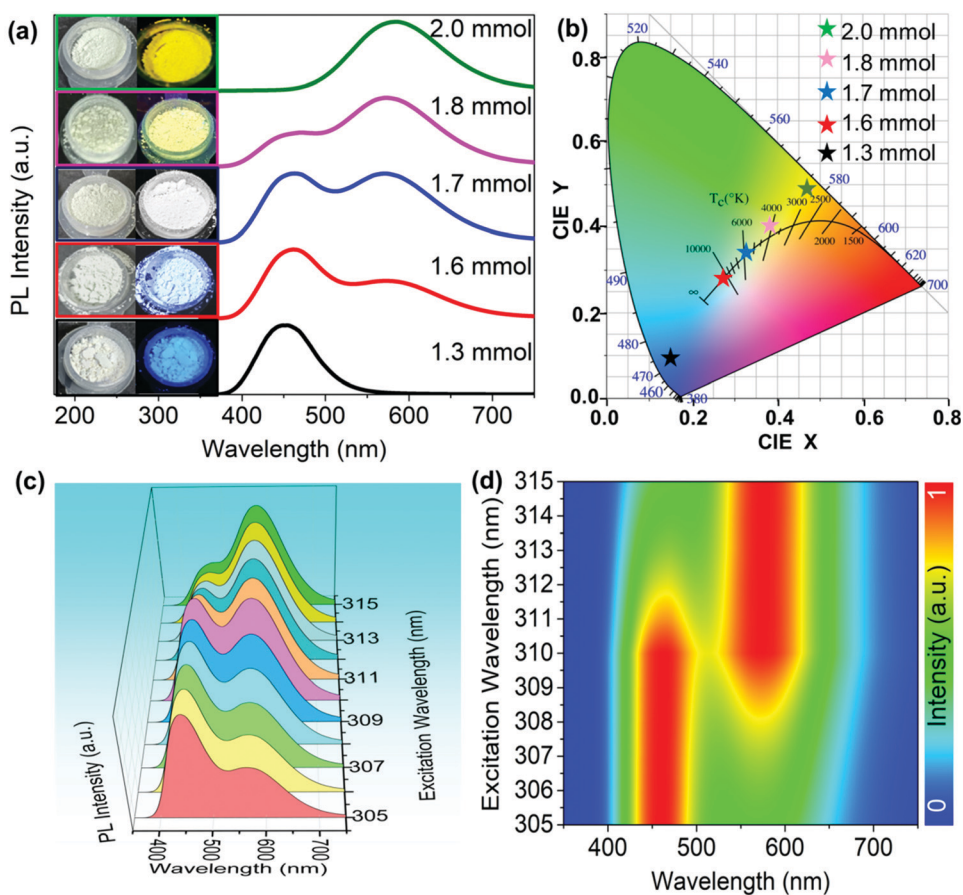 (a)
2.0 mmol
1.8 mmol
1.7 mmol
1.6 mmol
1.3 mmol
PL Intensity (a.u.)
200 300 400 500 600 700
Wavelength (nm)
(b)
2.0 mmol
1.8 mmol
1.7 mmol
1.6 mmol
1.3 mmol
520
540
560
580
600
620
700
490
480
470
460
380
Tc(°K)
∞
10000
6000
4000
3000
2500
2000
1500
0.8
0.6
0.4
0.2
0.0
CIE Y
0.0 0.2 0.4 0.6 0.8
CIE X
(c)
PL Intensity (a.u.)
315
313
311
309
307
305
Excitation Wavelength (nm)
400 500 600 700
Wavelength (nm)
(d)
315
314
313
312
311
310
309
308
307
306
305
Excitation Wavelength (nm)
400 500 600 700
Wavelength (nm)
1
Intensity (a.u.)
0